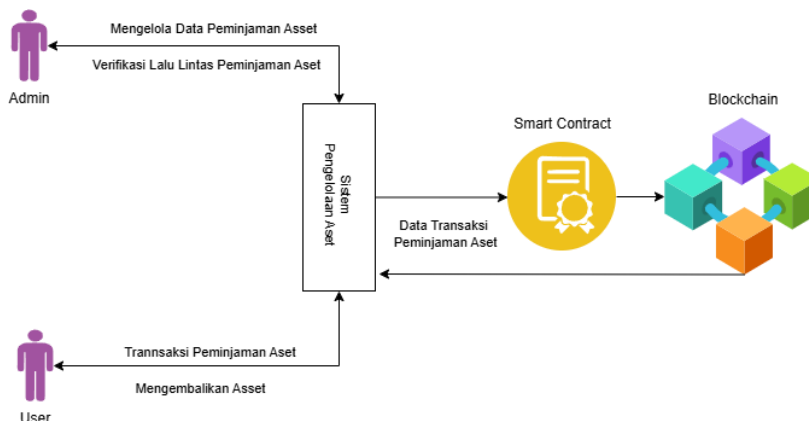 Mengelola Data Peminjaman Asset
Verifikasi Lalu Lintas Peminjaman Aset
Admin
Blockchain
Smart Contract
Sistem
Pengelolaan Aset
Data Transaksi
Peminjaman Aset
Trannsaksi Peminjaman Aset
Mengembalikan Asset
User